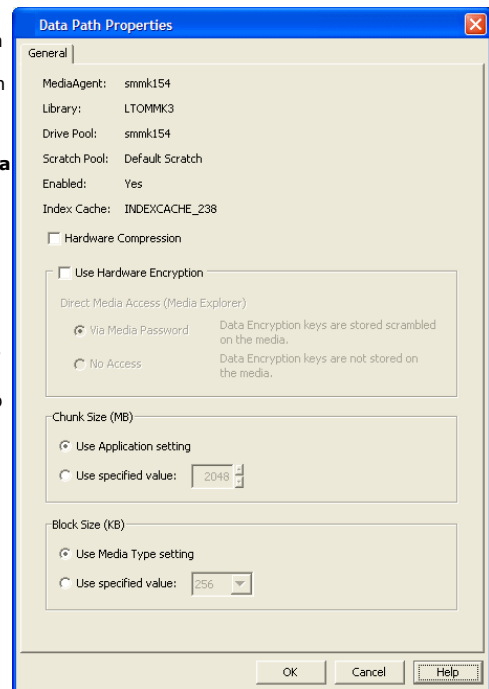 Data Path Properties
General
MediaAgent: smmk154
Library: LTOMMK3
Drive Pool: smmk154
Scratch Pool: Default Scratch
Enabled: Yes
Index Cache: INDEXCACHE_238
Hardware Compression
Use Hardware Encryption
Direct Media Access (Media Explorer)
Via Media Password Data Encryption keys are stored scrambled
on the media.
No Access Data Encryption keys are not stored on
the media.
Chunk Size (MB)
Use Application setting
Use specified value: 2048
Block Size (KB)
Use Media Type setting
Use specified value: 256
OK Cancel Help